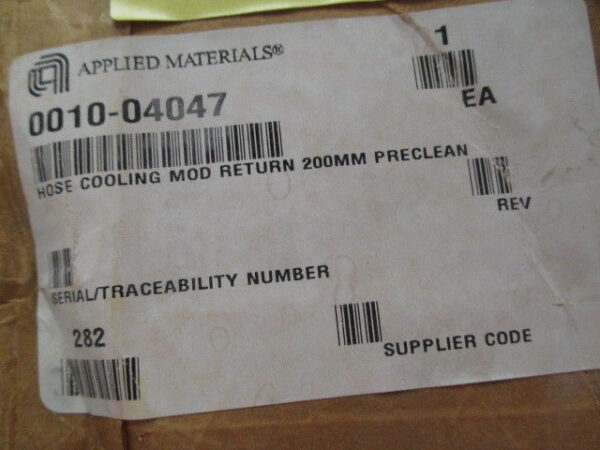 APPLIED MATERIALS®
1
0010-04047
EA
HOSE COOLING MOD RETURN 200MM PRECLEAN
REV
SERIAL/TRACEABILITY NUMBER
282
SUPPLIER CODE